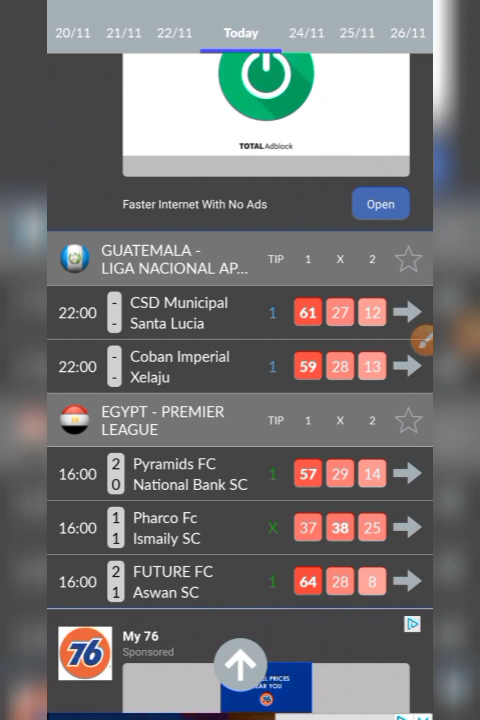 20/11 21/11 22/11 Today 24/11 25/11 26/11
TOTAL Adblock
Faster Internet With No Ads Open
GUATEMALA -
LIGA NACIONAL AP... TIP 1 X 2
22:00 - CSD Municipal 1 61 27 12
- Santa Lucia
22:00 - Coban Imperial 1 59 28 13
- Xelaju
EGYPT - PREMIER
LEAGUE TIP 1 X 2
16:00 2 Pyramids FC 1 57 29 14
0 National Bank SC
16:00 1 Pharco Fc X 37 38 25
1 Ismaily SC
16:00 2 FUTURE FC 1 64 28 8
1 Aswan SC
76 My 76
Sponsored
PRICES
EAR YOU
76